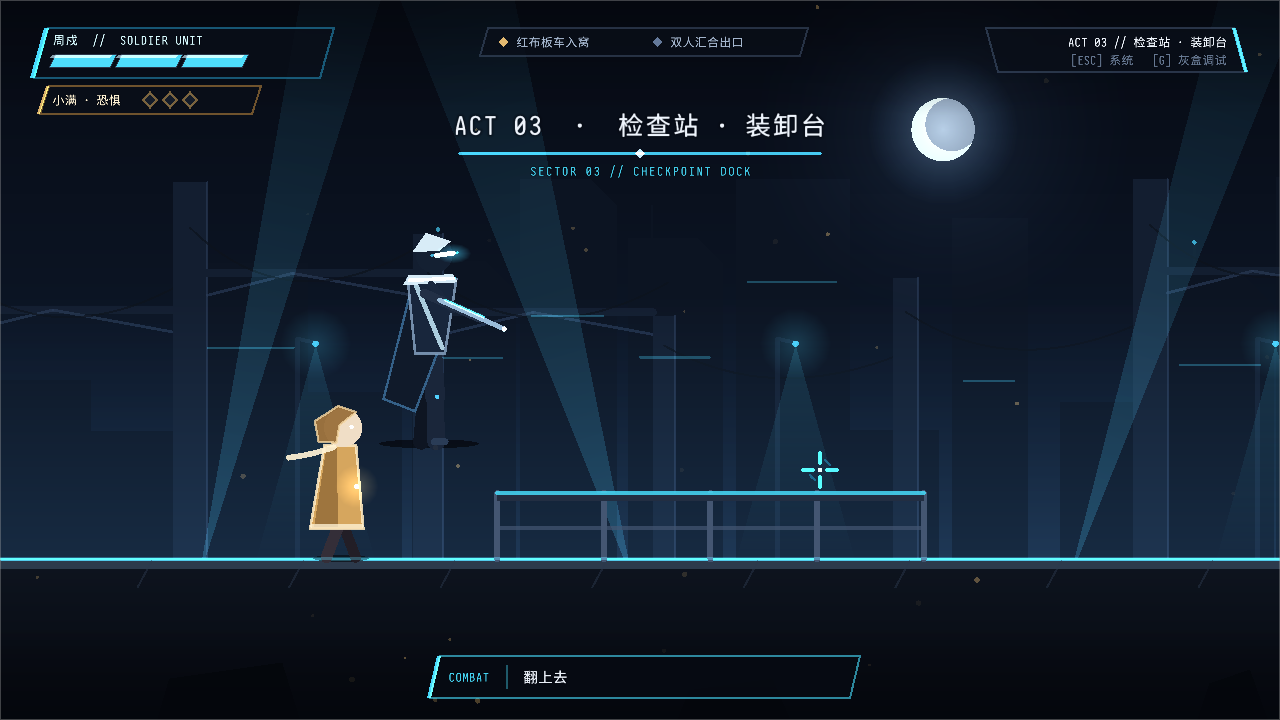 周戍 // SOLDIER UNIT
小满 · 恐惧
红布板车入窝
双人汇合出口
ACT 03 // 检查站 · 装卸台
[ESC] 系统 [G] 灰盒调试
ACT 03 · 检查站 · 装卸台
SECTOR 03 // CHECKPOINT DOCK
COMBAT 翻上去